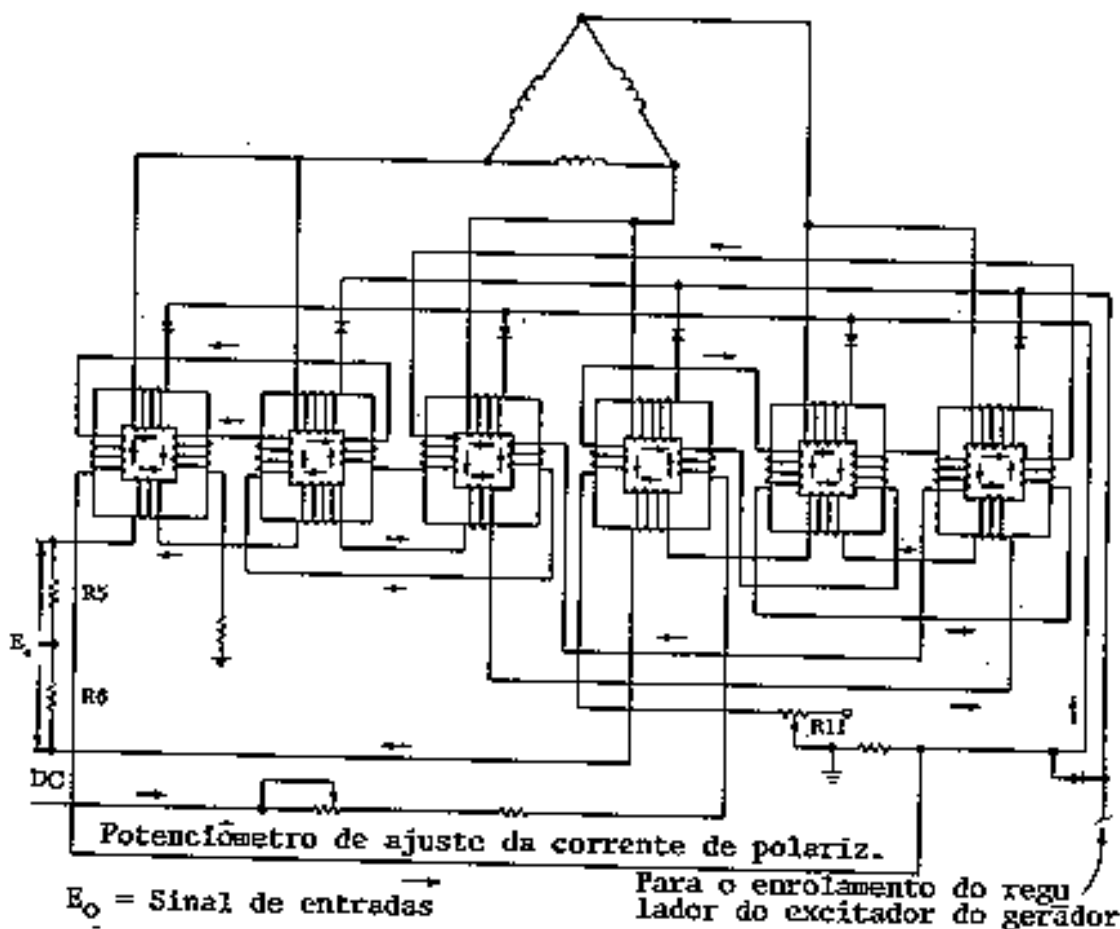 R5
E
R6
R11
DC
Potenciômetro de ajuste da corrente de polariz.
E₀ = Sinal de entradas
Para o enrolamento do regu
lador do excitador do gerador